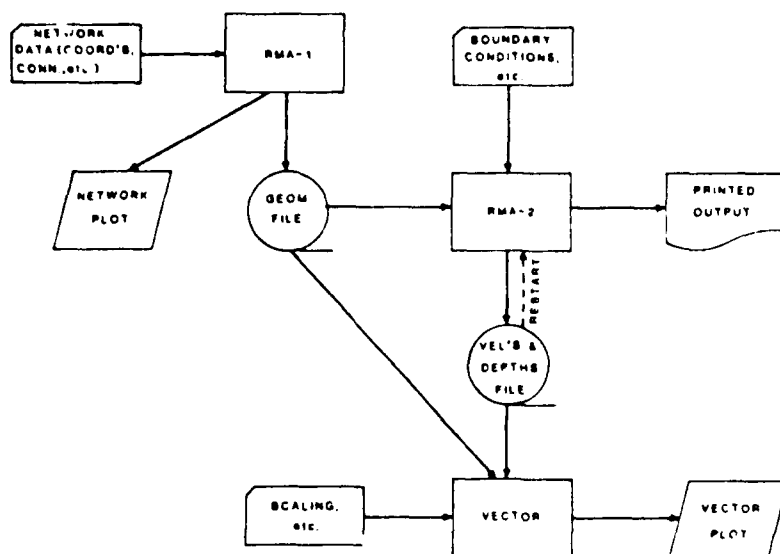 NETWORK
DATA (COORD'S,
CONN., etc.)
RMA-1
BOUNDARY
CONDITIONS,
etc.
NETWORK
PLOT
GEOM
FILE
RMA-2
PRINTED
OUTPUT
RESTART
VEL'S &
DEPTHS
FILE
SCALING,
etc.
VECTOR
VECTOR
PLOT